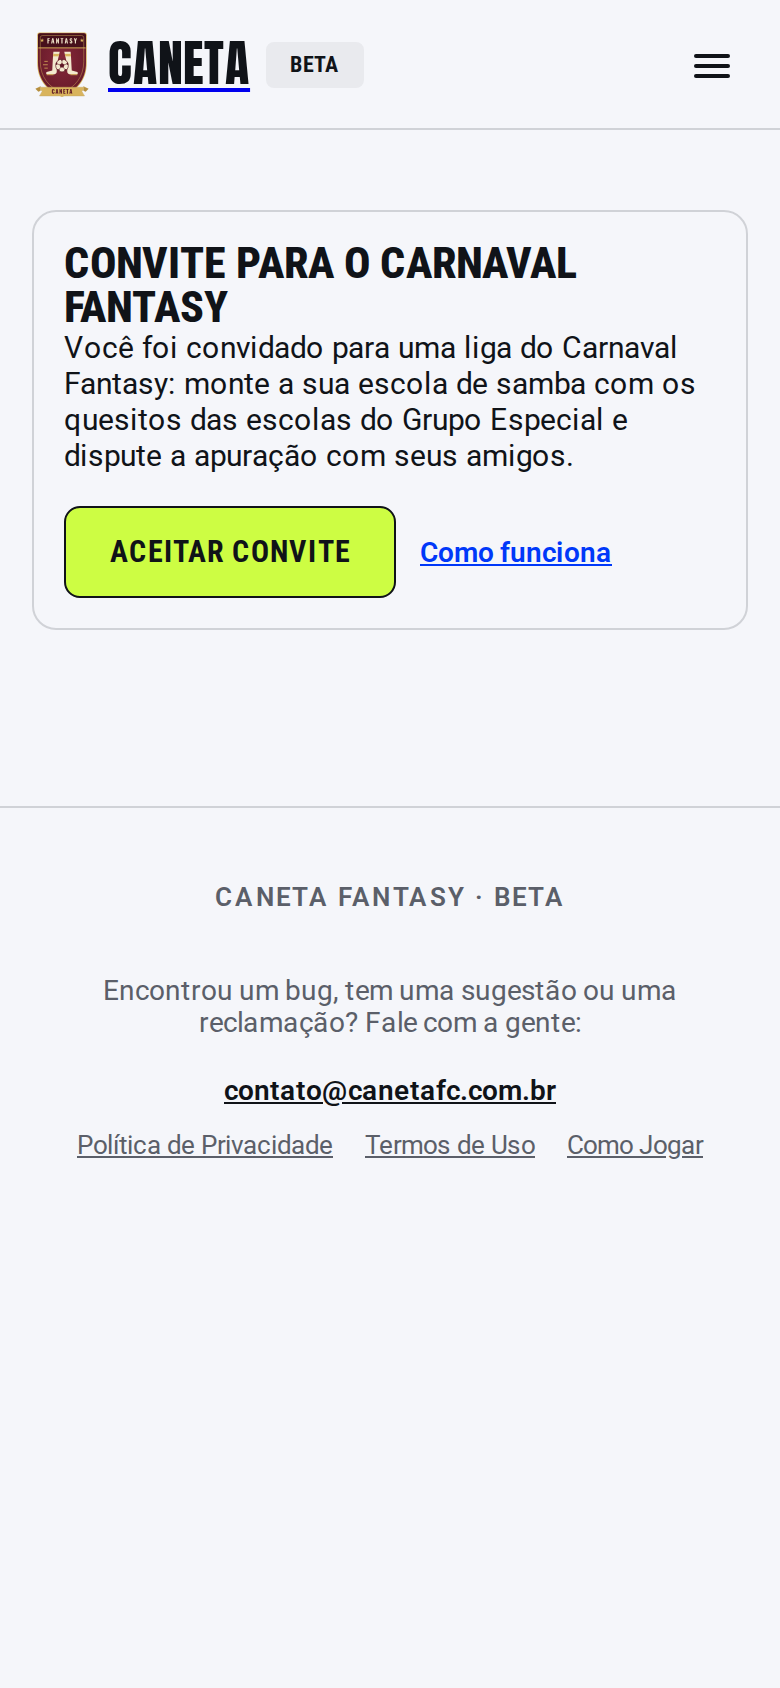 FANTASY
CANETA
CANETA
BETA
CONVITE PARA O CARNAVAL
FANTASY
Você foi convidado para uma liga do Carnaval
Fantasy: monte a sua escola de samba com os
quesitos das escolas do Grupo Especial e
dispute a apuração com seus amigos.
ACEITAR CONVITE
Como funciona
CANETA FANTASY · BETA
Encontrou um bug, tem uma sugestão ou uma
reclamação? Fale com a gente:
contato@canetafc.com.br
Política de Privacidade Termos de Uso Como Jogar